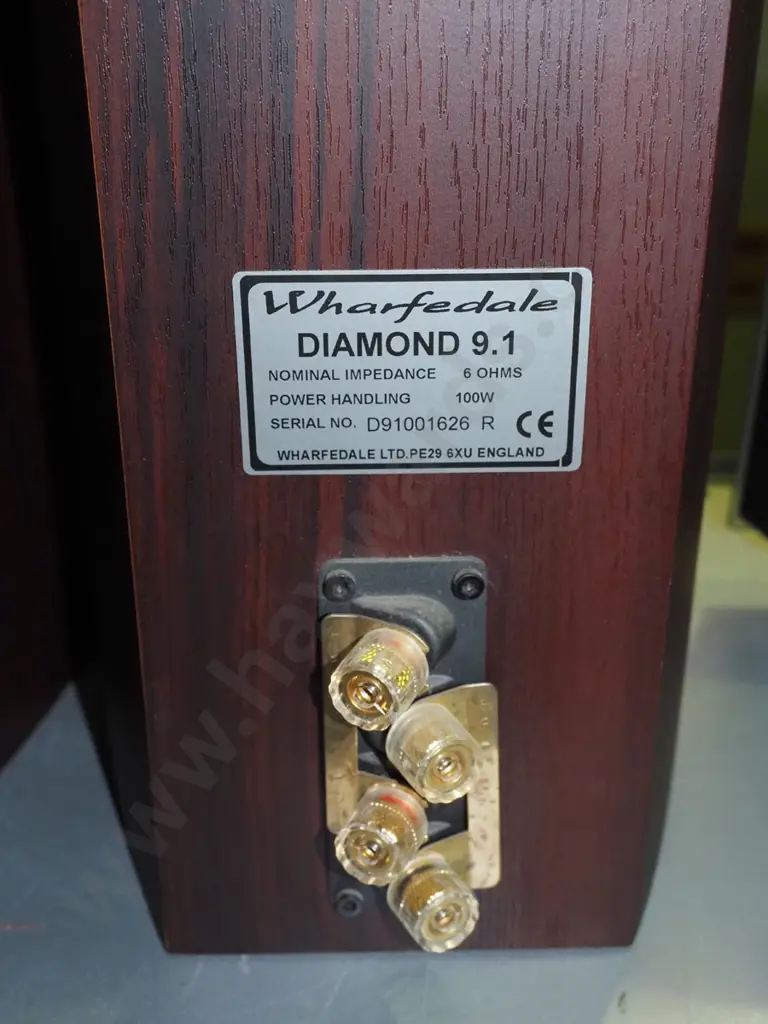 Wharfedale
DIAMOND 9.1
NOMINAL IMPEDANCE 6 OHMS
POWER HANDLING 100W
SERIAL NO. D91001626 R CE
WHARFEDALE LTD.PE29 6XU ENGLAND